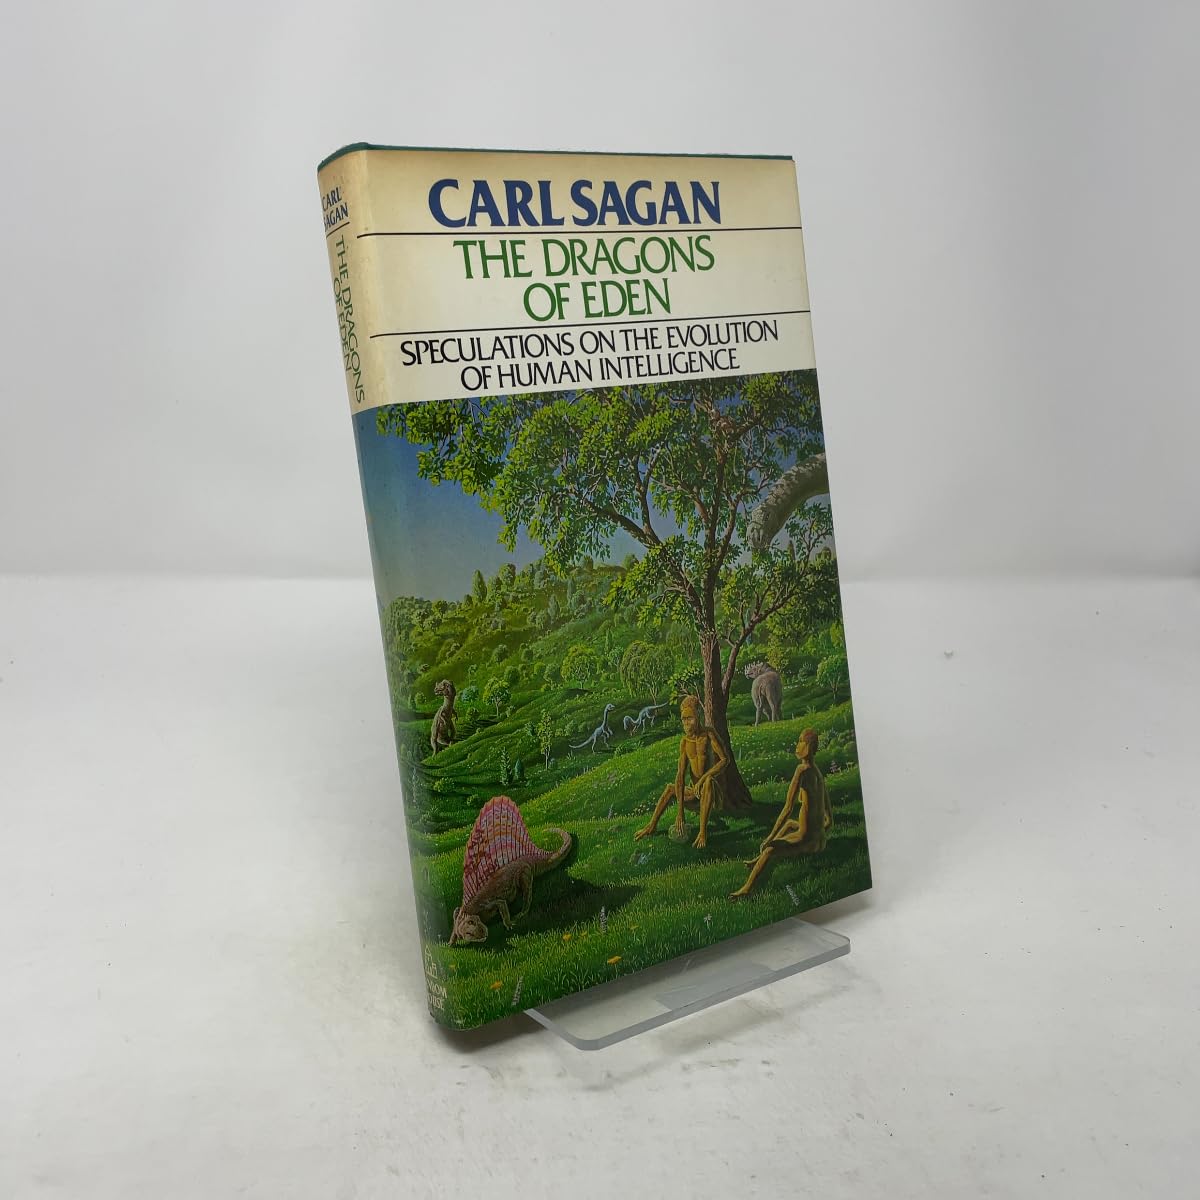 CARL SAGAN
THE DRAGONS
OF EDEN
SPECULATIONS ON THE EVOLUTION
OF HUMAN INTELLIGENCE
CARL
SAGAN
THE DRAGONS
OF EDEN